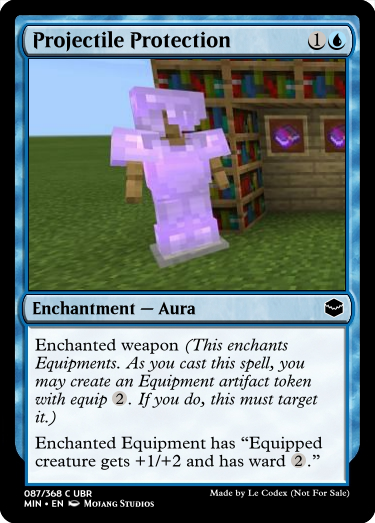 Projectile Protection 1
Enchantment — Aura
Enchanted weapon (This enchants
Equipments. As you cast this spell, you
may create an Equipment artifact token
with equip 2. If you do, this must target
it.)
Enchanted Equipment has “Equipped
creature gets +1/+2 and has ward 2.”
087/368 C UBR
MIN • EN Mojang Studios
Made by Le Codex (Not For Sale)